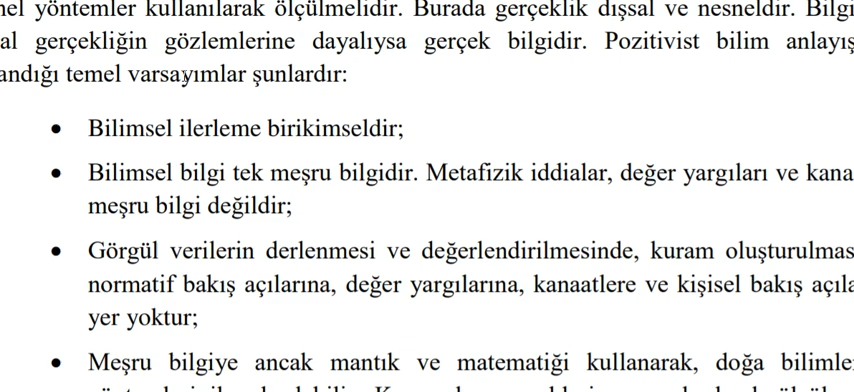 nel yöntemler kullanılarak ölçülmelidir. Burada gerçeklik dışsal ve nesneldir. Bilgi
al gerçekliğin gözlemlerine dayalıysa gerçek bilgidir. Pozitivist bilim anlayış
andığı temel varsayımlar şunlardır:
• Bilimsel ilerleme birikimseldir;
• Bilimsel bilgi tek meşru bilgidir. Metafizik iddialar, değer yargıları ve kana
meşru bilgi değildir;
• Görgül verilerin derlenmesi ve değerlendirilmesinde, kuram oluşturulmas
normatif bakış açılarına, değer yargılarına, kanaatlere ve kişisel bakış açıla
yer yoktur;
• Meşru bilgiye ancak mantık ve matematiği kullanarak, doğa bilimle